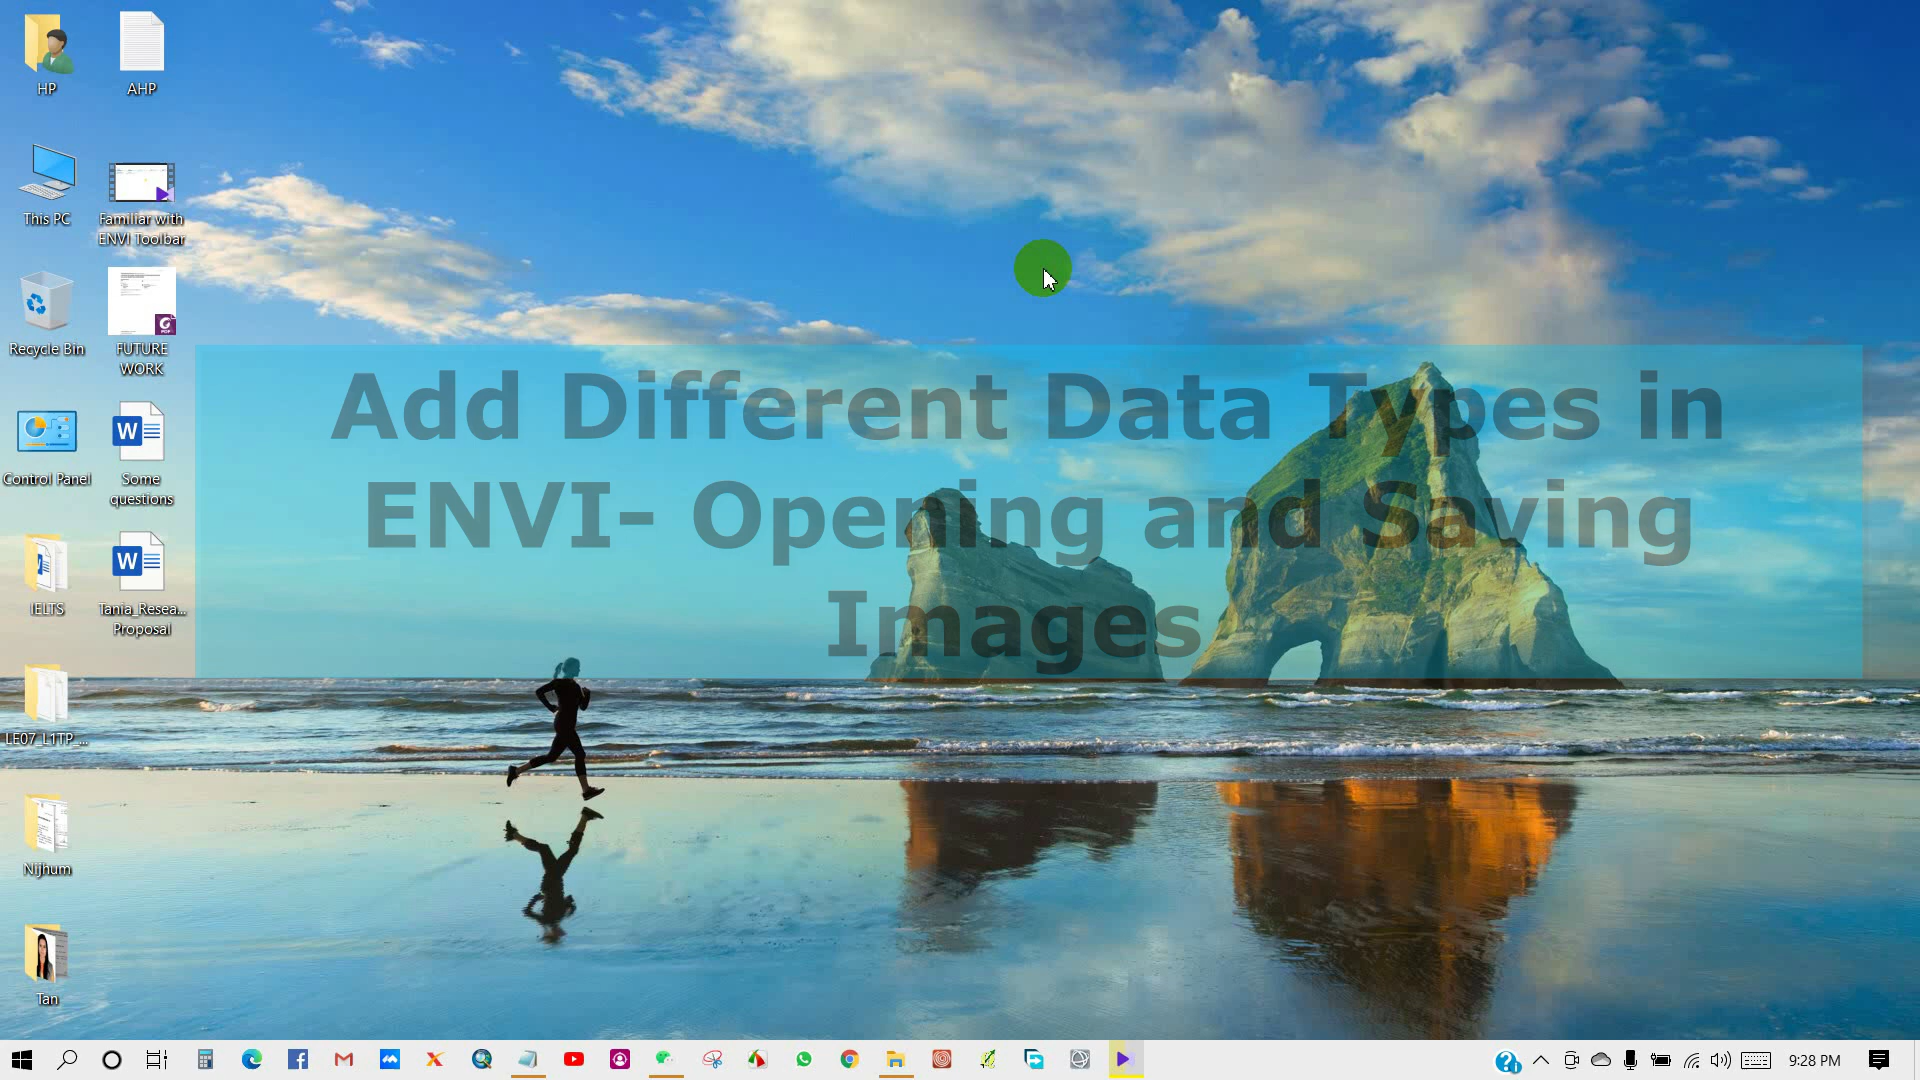 HP
AHP
This PC
Familiar with
ENVI Toolbar
Recycle Bin
FUTURE
WORK
Control Panel
Some
questions
IELTS
Tania_Resea...
Proposal
LE07_L1TP_...
Nijhum
Tan
Add Different Data Types in
ENVI- Opening and Saving
Images
9:28 PM